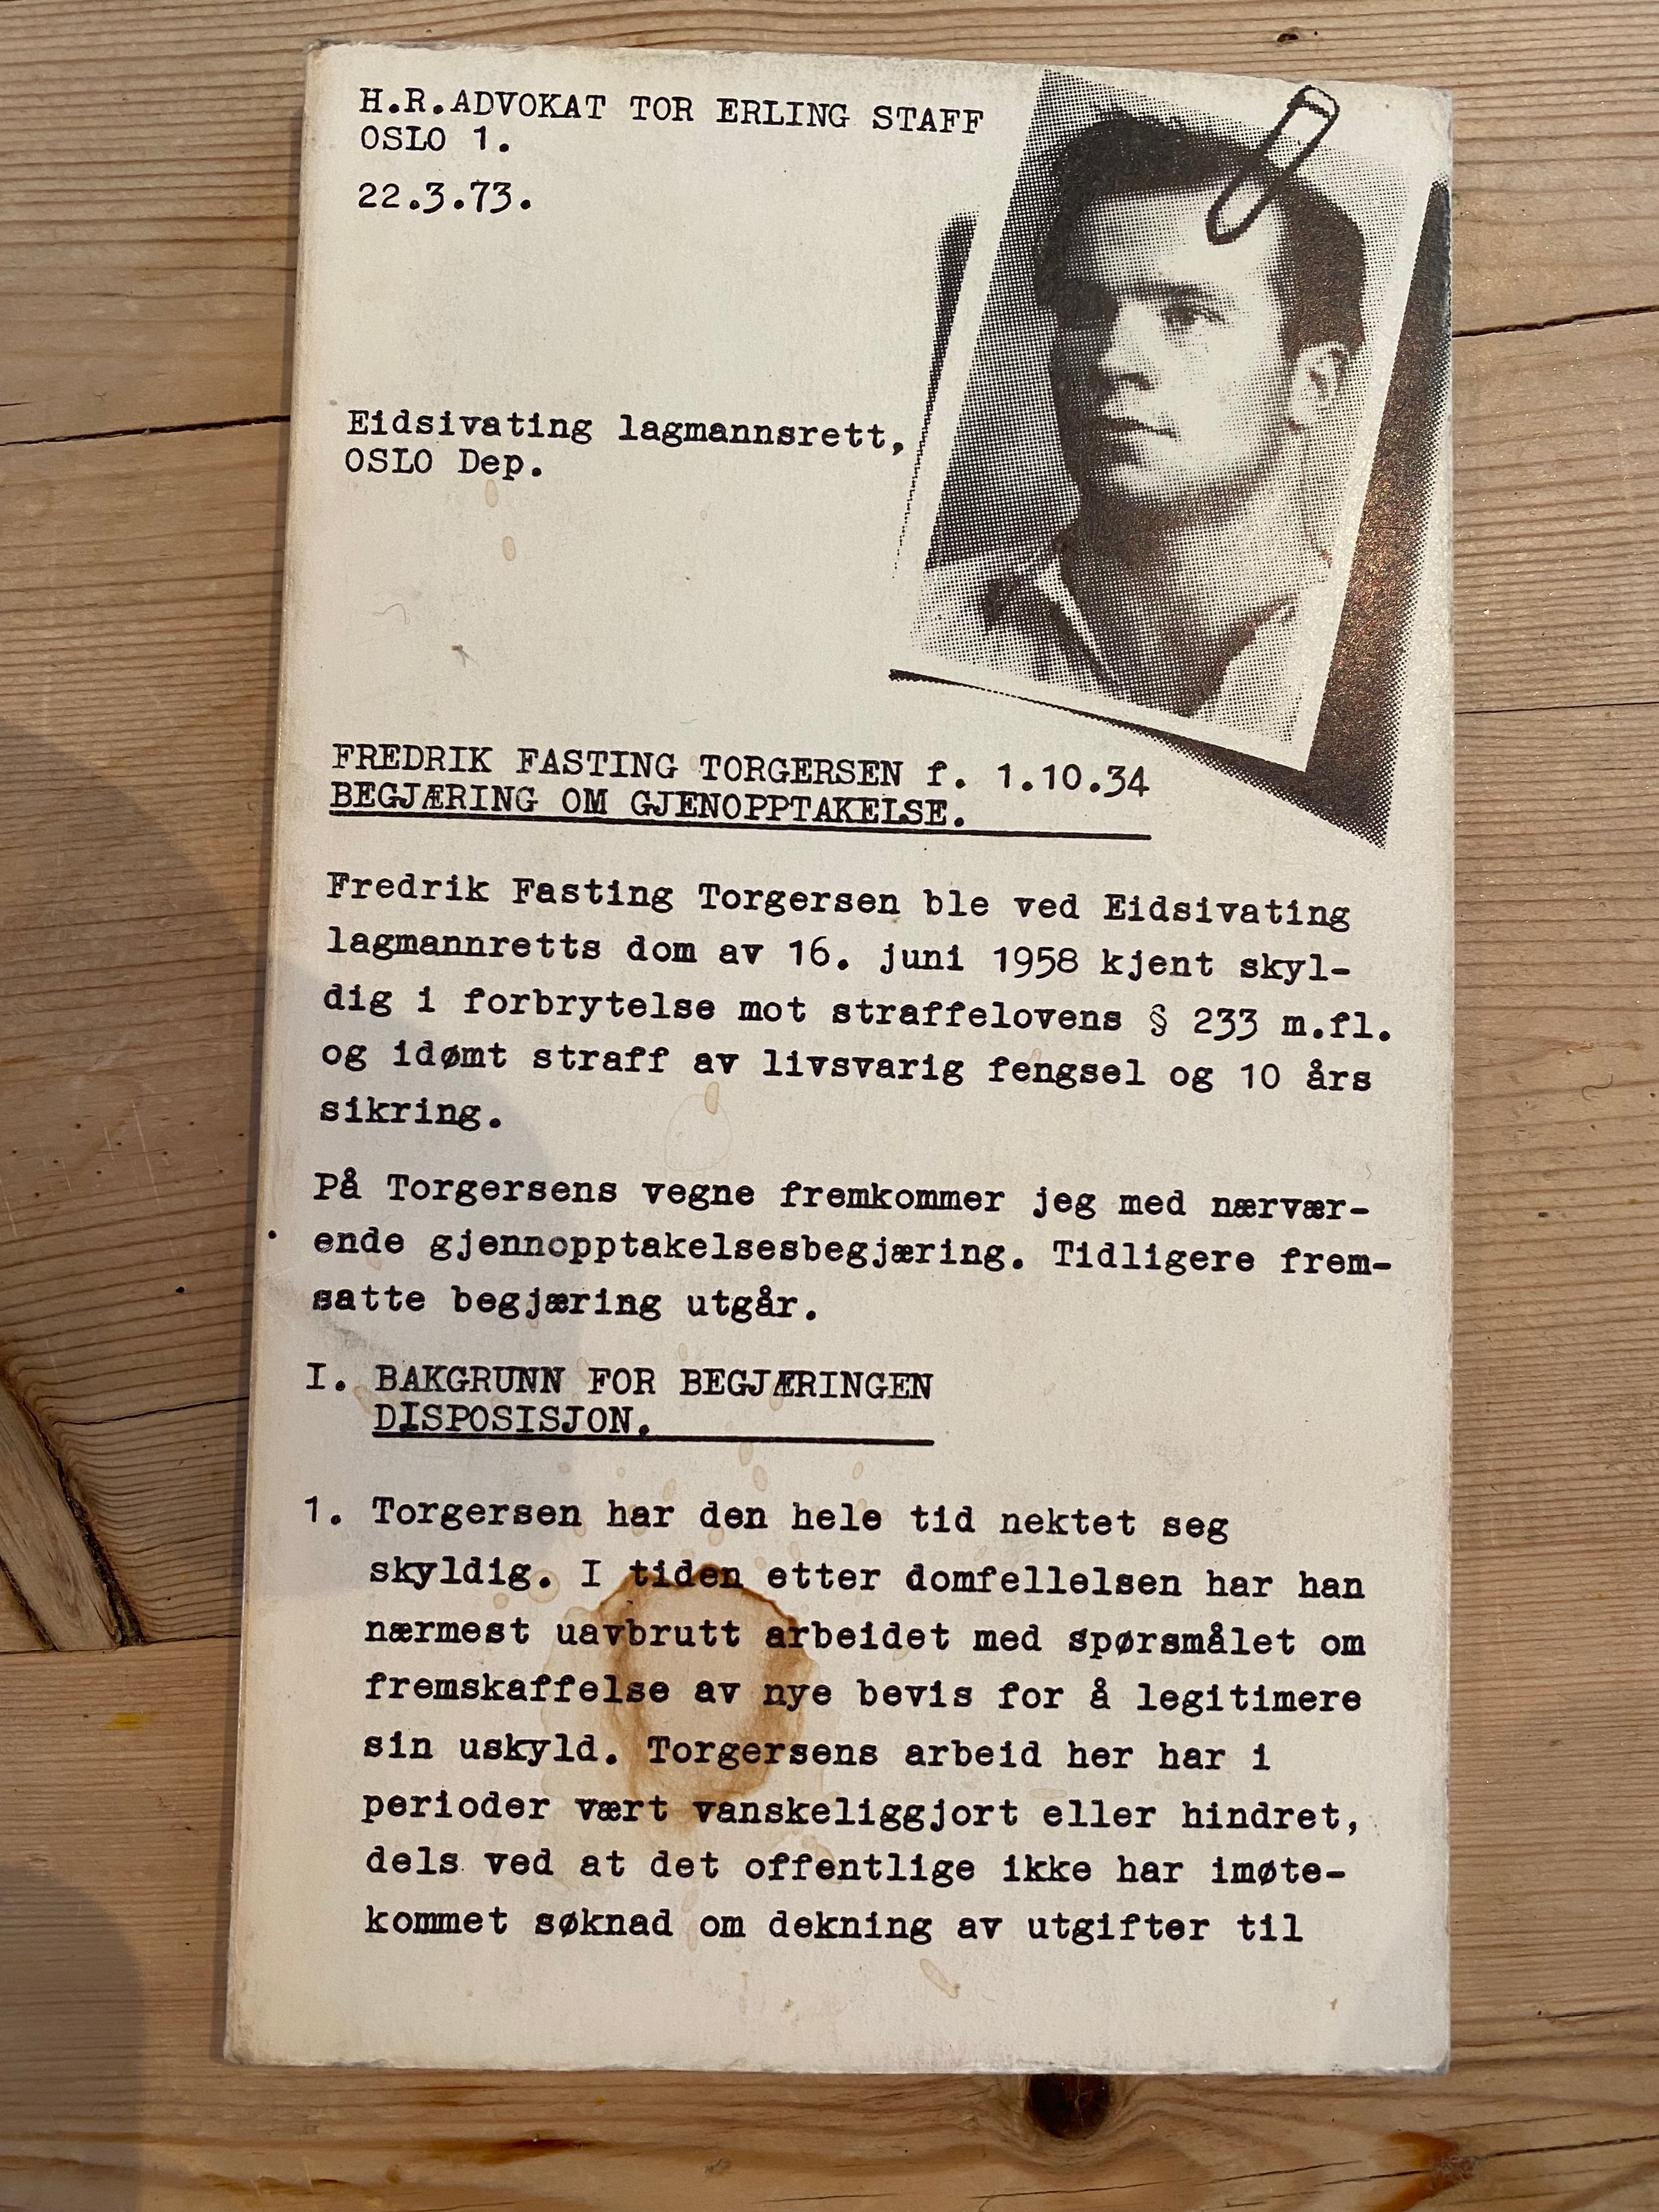 H.R.ADVOKAT TOR ERLING STAFF
OSLO 1.
22.3.73.
Eidsivating lagmannsrett,
OSLO Dep.
FREDRIK FASTING TORGERSEN f. 1.10.34
BEGJÆRING OM GJENOPPTAKELSE.
Fredrik Fasting Torgersen ble ved Eidsivating
lagmannretts dom av 16. juni 1958 kjent skyl-
dig i forbrytelse mot straffelovens § 233 m.fl.
og idømt straff av livsvarig fengsel og 10 års
sikring.
På Torgersens vegne fremkommer jeg med nærvær-
ende gjennopptakelsesbegjæring. Tidligere frem-
satte begjæring utgår.
I. BAKGRUNN FOR BEGJÆRINGEN
DISPOSISJON.
1. Torgersen har den hele tid nektet seg
skyldig. I tiden etter domfellelsen har han
nærmest uavbrutt arbeidet med spørsmålet om
fremskaffelse av nye bevis for å legitimere
sin uskyld. Torgersens arbeid her har i
perioder vært vanskeliggjort eller hindret,
dels ved at det offentlige ikke har imøte-
kommet søknad om dekning av utgifter til